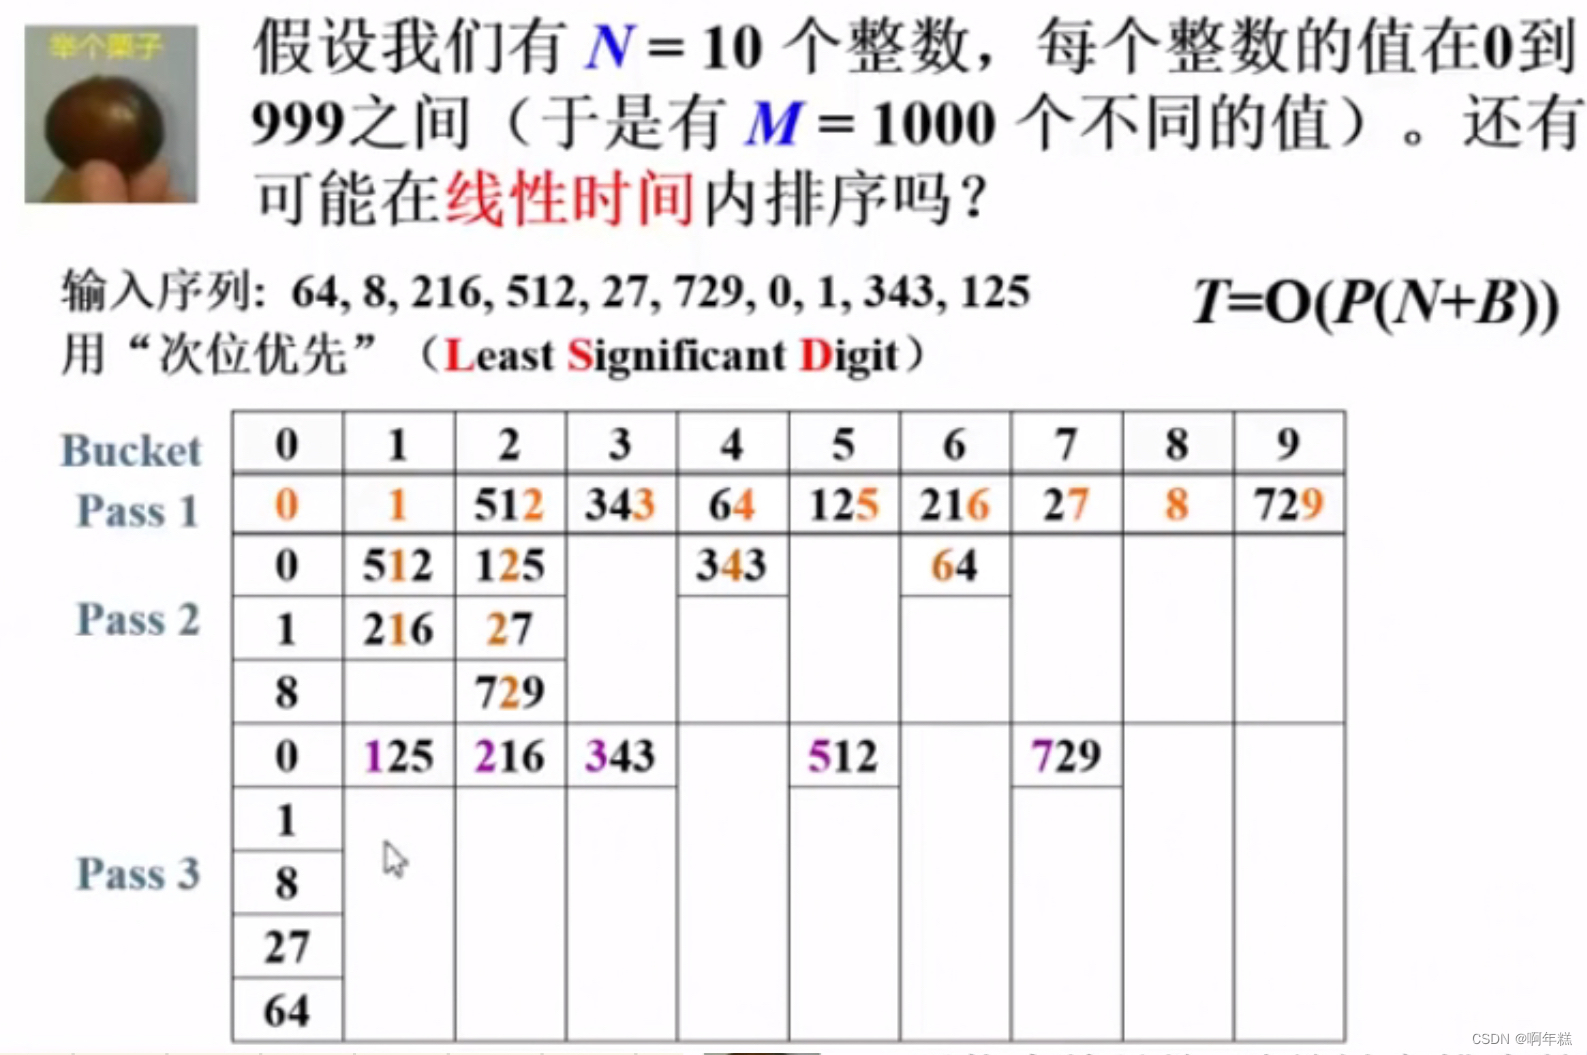 举个栗子
假设我们有 N = 10 个整数，每个整数的值在0到
999之间（于是有 M = 1000 个不同的值）。还有
可能在线性时间内排序吗？
输入序列: 64, 8, 216, 512, 27, 729, 0, 1, 343, 125
T=O(P(N+B))
用“次位优先”（Least Significant Digit）
Bucket 0 1 2 3 4 5 6 7 8 9
Pass 1 0 1 512 343 64 125 216 27 8 729
0 512 125 343 64
Pass 2 1 216 27
8 729
0 125 216 343 512 729
1
Pass 3 8
27
64
CSDN @啊年糕